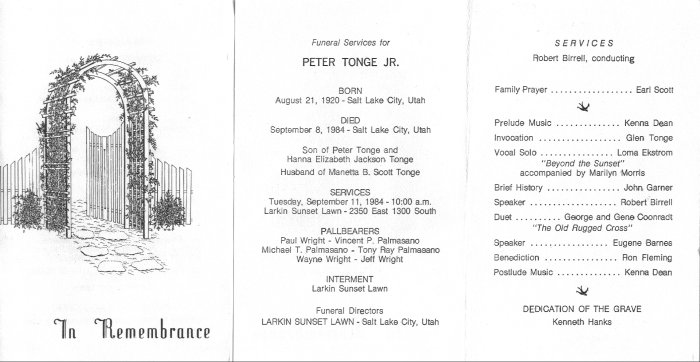 In Remembrance
Funeral Services for
PETER TONGE JR.
BORN
August 21, 1920 - Salt Lake City, Utah
DIED
September 8, 1984 - Salt Lake City, Utah
Son of Peter Tonge and
Hanna Elizabeth Jackson Tonge
Husband of Manetta B. Scott Tonge
SERVICES
Tuesday, September 11, 1984 - 10:00 a.m.
Larkin Sunset Lawn - 2350 East 1300 South
PALLBEARERS
Paul Wright - Vincent P. Palmasano
Michael T. Palmasano - Tony Ray Palmasano
Wayne Wright - Jeff Wright
INTERMENT
Larkin Sunset Lawn
Funeral Directors
LARKIN SUNSET LAWN - Salt Lake City, Utah
SERVICES
Robert Birrell, conducting
Family Prayer .................. Earl Scott
Prelude Music .............. Kenna Dean
Invocation .................. Glen Tonge
Vocal Solo ................ Loma Ekstrom
"Beyond the Sunset"
accompanied by Marilyn Morris
Brief History ................ John Garner
Speaker .................... Robert Birrell
Duet .......... George and Gene Coonradt
"The Old Rugged Cross"
Speaker ................. Eugene Barnes
Benediction ................ Ron Fleming
Postlude Music .............. Kenna Dean
DEDICATION OF THE GRAVE
Kenneth Hanks